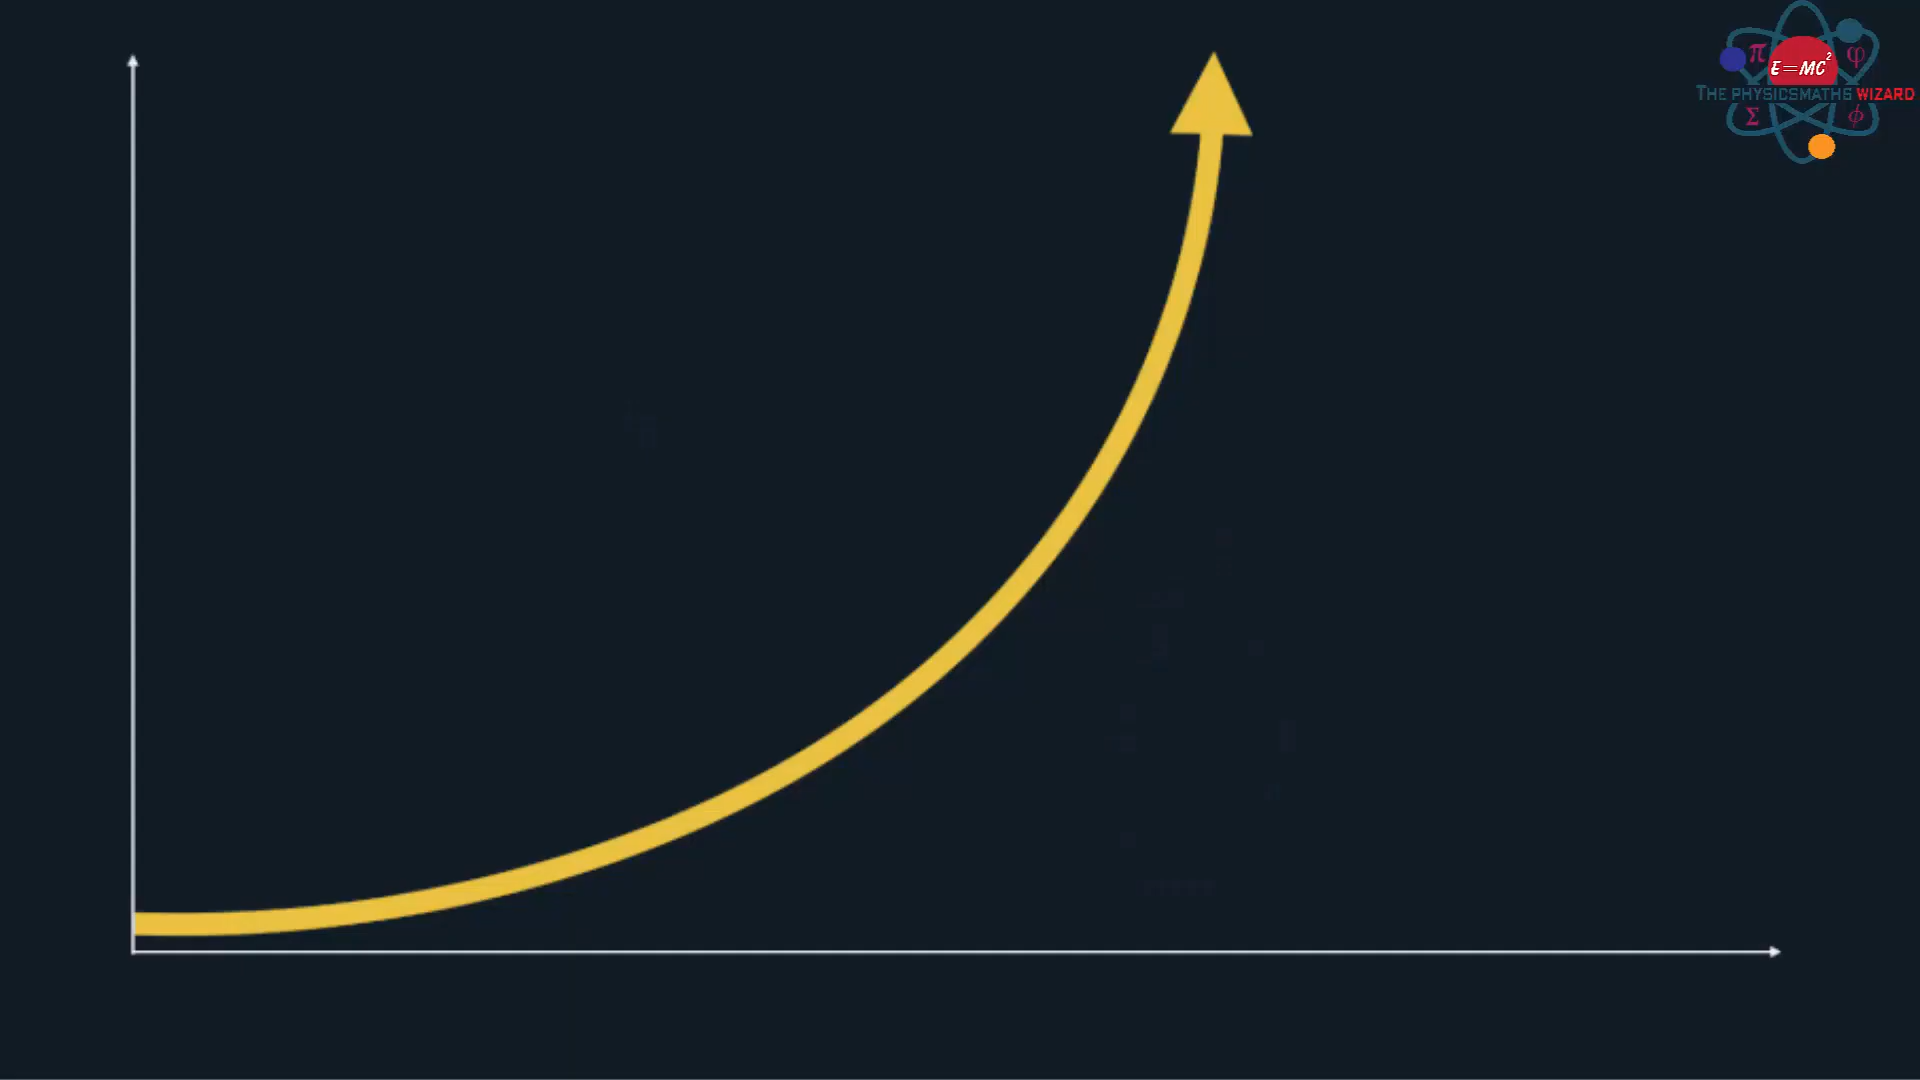 π φ
E=MC²
THE PHYSICSMATHS WIZARD
Σ ϕ